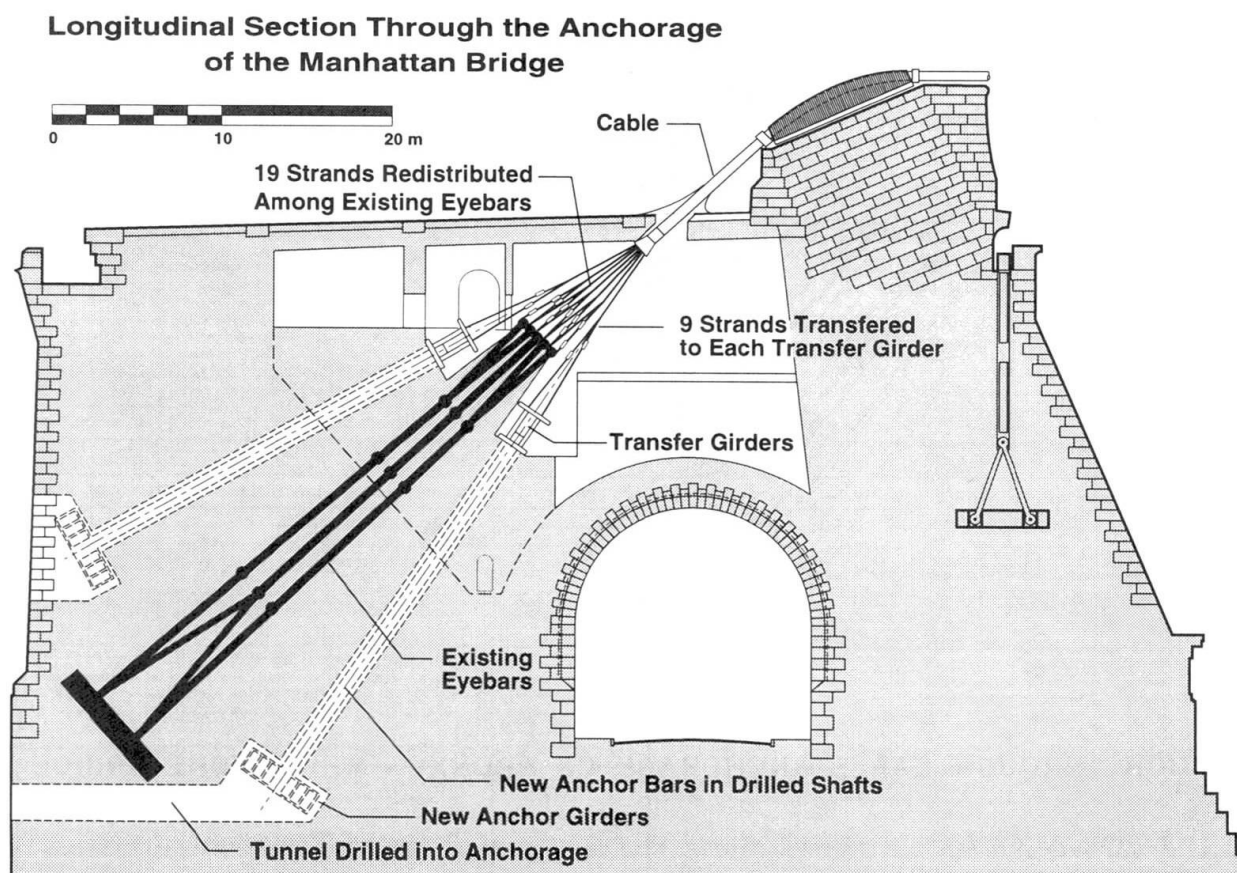 Longitudinal Section Through the Anchorage
of the Manhattan Bridge
0 10 20 m
Cable
19 Strands Redistributed
Among Existing Eyebars
9 Strands Transfered
to Each Transfer Girder
Transfer Girders
Existing
Eyebars
New Anchor Bars in Drilled Shafts
New Anchor Girders
Tunnel Drilled into Anchorage